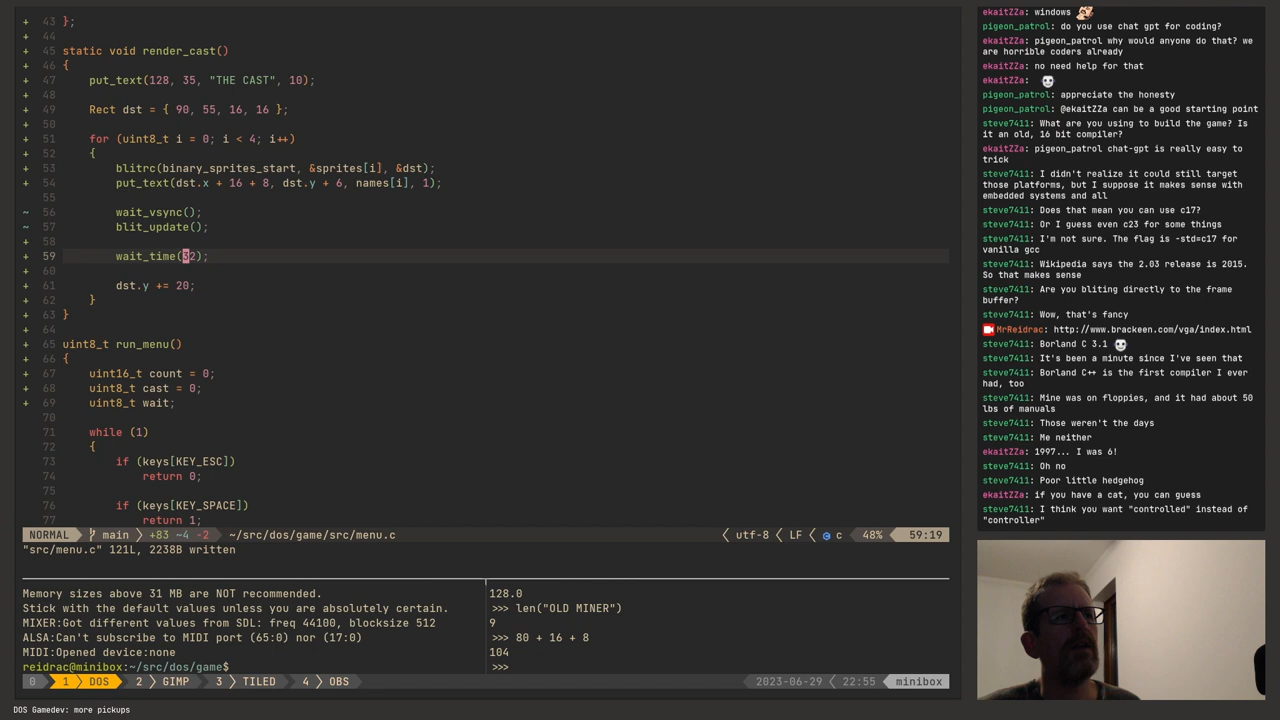 + 43 };
+ 44
+ 45 static void render_cast()
+ 46 {
+ 47 put_text(128, 35, "THE CAST", 10);
+ 48
+ 49 Rect dst = { 90, 55, 16, 16 };
+ 50
+ 51 for (uint8_t i = 0; i < 4; i++)
+ 52 {
+ 53 blitrc(binary_sprites_start, &sprites[i], &dst);
+ 54 put_text(dst.x + 16 + 8, dst.y + 6, names[i], 1);
55
~ 56 wait_vsync();
~ 57 blit_update();
+ 58
+ 59 wait_time(32);
+ 60
+ 61 dst.y += 20;
+ 62 }
+ 63 }
+ 64
+ 65 uint8_t run_menu()
+ 66 {
+ 67 uint16_t count = 0;
+ 68 uint8_t cast = 0;
+ 69 uint8_t wait;
70
71 while (1)
72 {
73 if (keys[KEY_ESC])
74 return 0;
75
76 if (keys[KEY_SPACE])
77 return 1;
NORMAL main +83 ~4 -2 ~/src/dos/game/src/menu.c utf-8 LF c 48% 59:19
"src/menu.c" 121L, 2238B written
Memory sizes above 31 MB are NOT recommended.
Stick with the default values unless you are absolutely certain.
MIXER:Got different values from SDL: freq 44100, blocksize 512
ALSA:Can't subscribe to MIDI port (65:0) nor (17:0)
MIDI:Opened device:none
reidrac@minibox:~/src/dos/game$
128.0
>>> len("OLD MINER")
9
>>> 80 + 16 + 8
104
>>>
0 1 DOS 2 GIMP 3 TILED 4 OBS 2023-06-29 22:55 minibox
DOS Gamedev: more pickups
ekaitZZa: windows
pigeon_patrol: do you use chat gpt for coding?
ekaitZZa: pigeon_patrol why would anyone do that? we
are horrible coders already
ekaitZZa: no need help for that
ekaitZZa:
pigeon_patrol: appreciate the honesty
pigeon_patrol: @ekaitZZa can be a good starting point
steve7411: What are you using to build the game? Is
it an old, 16 bit compiler?
ekaitZZa: pigeon_patrol chat-gpt is really easy to
trick
steve7411: I didn't realize it could still target
those platforms, but I suppose it makes sense with
embedded systems and all
steve7411: Does that mean you can use c17?
steve7411: Or I guess even c23 for some things
steve7411: I'm not sure. The flag is -std=c17 for
vanilla gcc
steve7411: Wikipedia says the 2.03 release is 2015.
So that makes sense
steve7411: Are you bliting directly to the frame
buffer?
steve7411: Wow, that's fancy
MrReidrac: http://www.brackeen.com/vga/index.html
steve7411: Borland C 3.1
steve7411: It's been a minute since I've seen that
steve7411: Borland C++ is the first compiler I ever
had, too
steve7411: Mine was on floppies, and it had about 50
lbs of manuals
steve7411: Those weren't the days
steve7411: Me neither
ekaitZZa: 1997... I was 6!
steve7411: Oh no
steve7411: Poor little hedgehog
ekaitZZa: if you have a cat, you can guess
steve7411: I think you want "controlled" instead of
"controller"